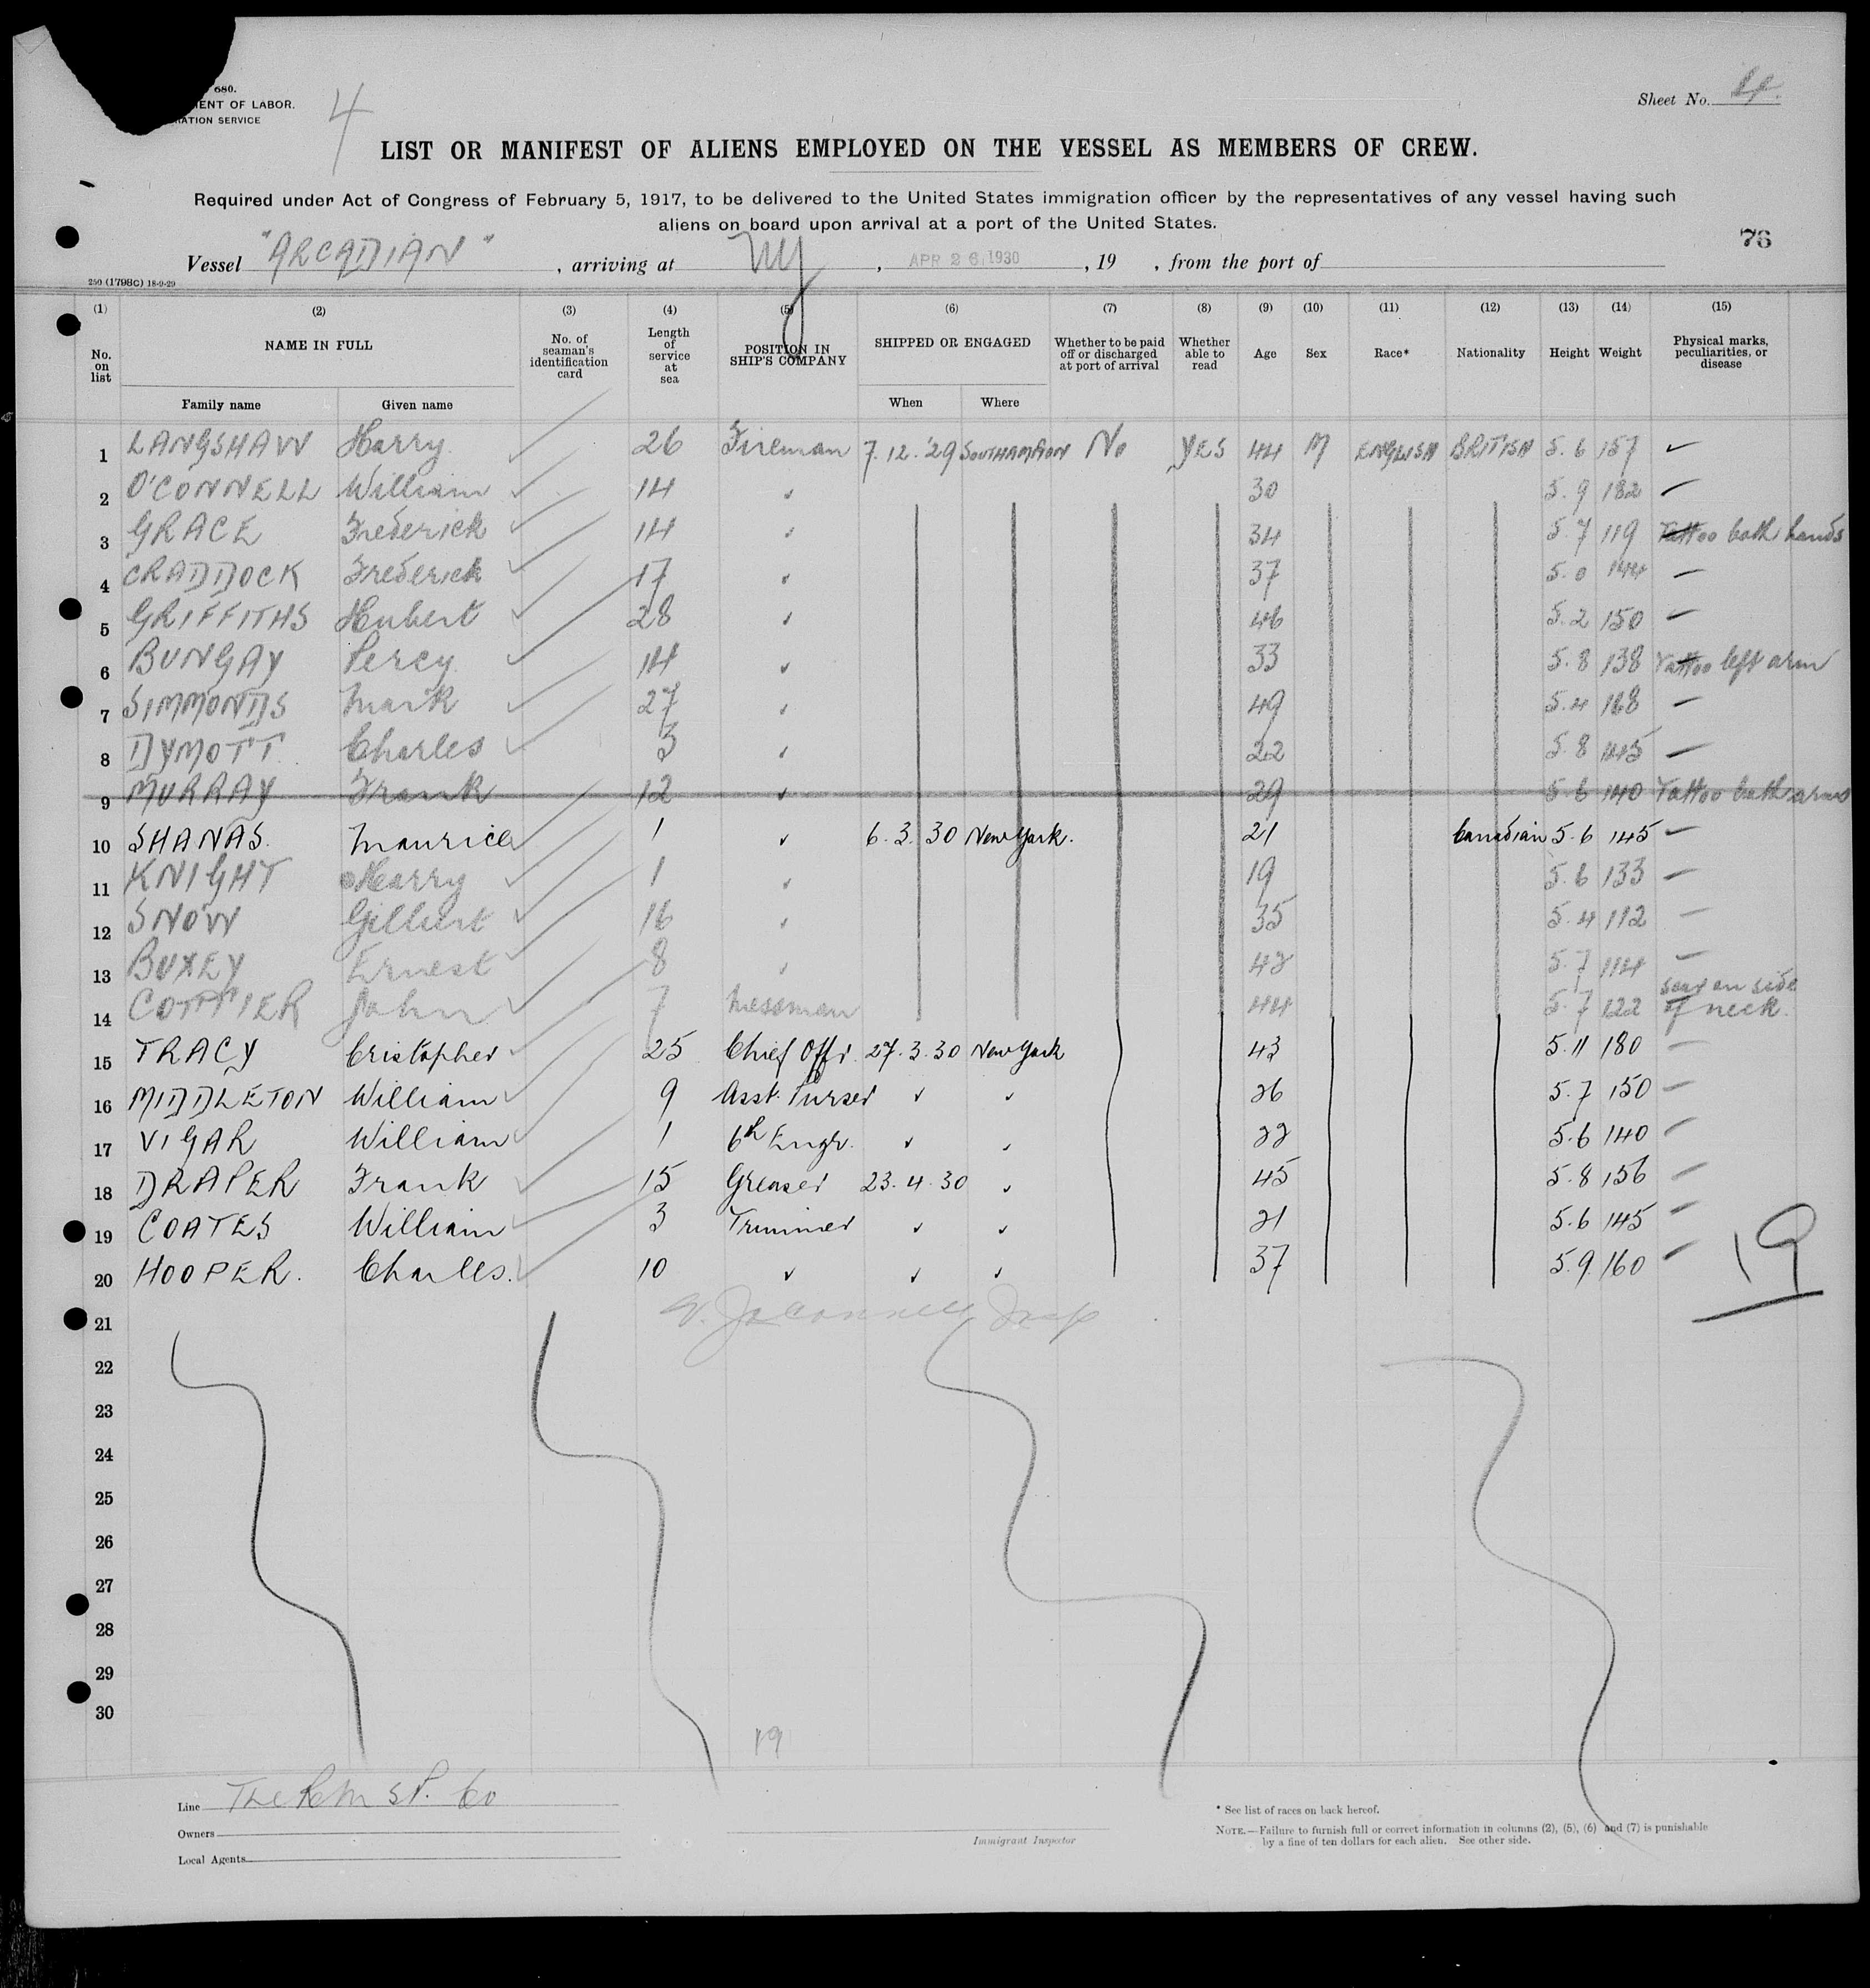 680.
MENT OF LABOR.
RATION SERVICE
4
Sheet No. 4.
LIST OR MANIFEST OF ALIENS EMPLOYED ON THE VESSEL AS MEMBERS OF CREW.
Required under Act of Congress of February 5, 1917, to be delivered to the United States immigration officer by the representatives of any vessel having such
aliens on board upon arrival at a port of the United States.
76
Vessel "ARCADIAN", arriving at NY, APR 26 1930, 19 , from the port of
250 (1798C) 18-9-29
(1) (2) (3) (4) (5) (6) (7) (8) (9) (10) (11) (12) (13) (14) (15)
No. on list NAME IN FULL No. of seaman's identification card Length of service at sea POSITION IN SHIP'S COMPANY SHIPPED OR ENGAGED Whether to be paid off or discharged at port of arrival Whether able to read Age Sex Race* Nationality Height Weight Physical marks, peculiarities, or disease
Family name Given name When Where
1 LANGSHAW Harry 26 Fireman 7.12.'29 SOUTHAMPTON No YES 44 M ENGLISH BRITISH 5.6 157 —
2 O'CONNELL William 14 ✓ 30 5.9 182 —
3 GRACE Frederick 14 ✓ 34 5.7 119 Tattoo both hands
4 CRADDOCK Frederick 17 ✓ 37 5.0 144 —
5 GRIFFITHS Hubert 28 ✓ 46 5.2 150 —
6 BUNGAY Percy 14 ✓ 33 5.8 138 Tattoo left arm
7 SIMMONDS Mark 27 ✓ 49 5.4 168 —
8 DYMOTT Charles 3 ✓ 22 5.8 145 —
9 MURRAY Frank 12 ✓ 29 5.6 140 Tattoo both arms
10 SHANAS. Maurice 1 ✓ 6.3.30 New York. 21 Canadian 5.6 145 —
11 KNIGHT Harry 1 ✓ 19 5.6 133 —
12 SNOW Gilbert 16 ✓ 35 5.4 112 —
13 BUXEY Ernest 8 ✓ 42 5.7 114 —
14 John 7 Messman 44 5.7 122 Scar on side of neck.
15 TRACY Cristopher 25 Chief Offr. 27.3.30 New York 43 5.11 180 —
16 MIDDLETON William 9 Asst. Purser ✓ ✓ 26 5.7 150 —
17 VIGAR William 1 6th Engr. ✓ ✓ 22 5.6 140 —
18 DRAPER Frank 15 Greaser 23.4.30 ✓ 45 5.8 156 —
19 COATES William 3 Trimmer ✓ ✓ 21 5.6 145 —
20 HOOPER. Charles. 10 ✓ ✓ ✓ 37 5.9. 160 —
19
21
22
23
24
25
26
27
28
29
30
19
Line The R M S P. Co
Owners
Local Agents
Immigrant Inspector
* See list of races on back hereof.
NOTE.—Failure to furnish full or correct information in columns (2), (5), (6) and (7) is punishable
by a fine of ten dollars for each alien. See other side.